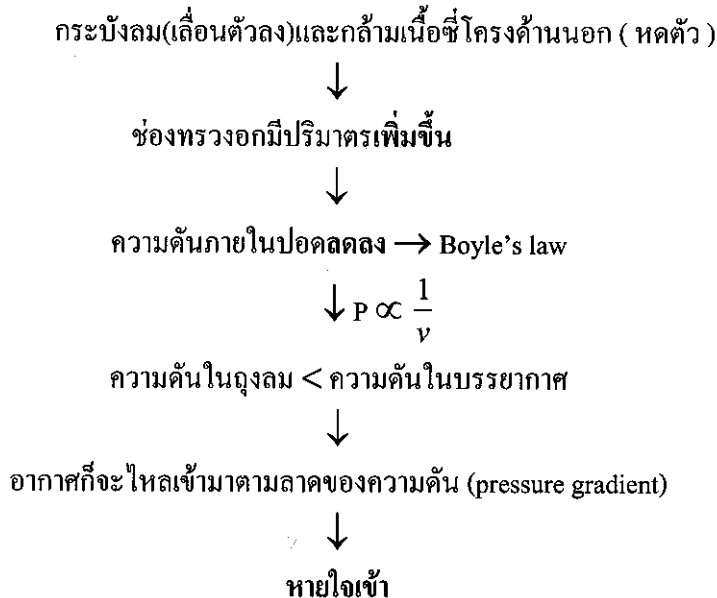 กระบังลม(เลื่อนตัวลง)และกล้ามเนื้อซี่โครงด้านนอก ( หดตัว )
↓
ช่องทรวงอกมีปริมาตรเพิ่มขึ้น
↓
ความดันภายในปอดลดลง → Boyle's law
↓ P ∝ 1/v
ความดันในถุงลม < ความดันในบรรยากาศ
↓
อากาศก็จะไหลเข้ามาตามลาดของความดัน (pressure gradient)
↓
หายใจเข้า